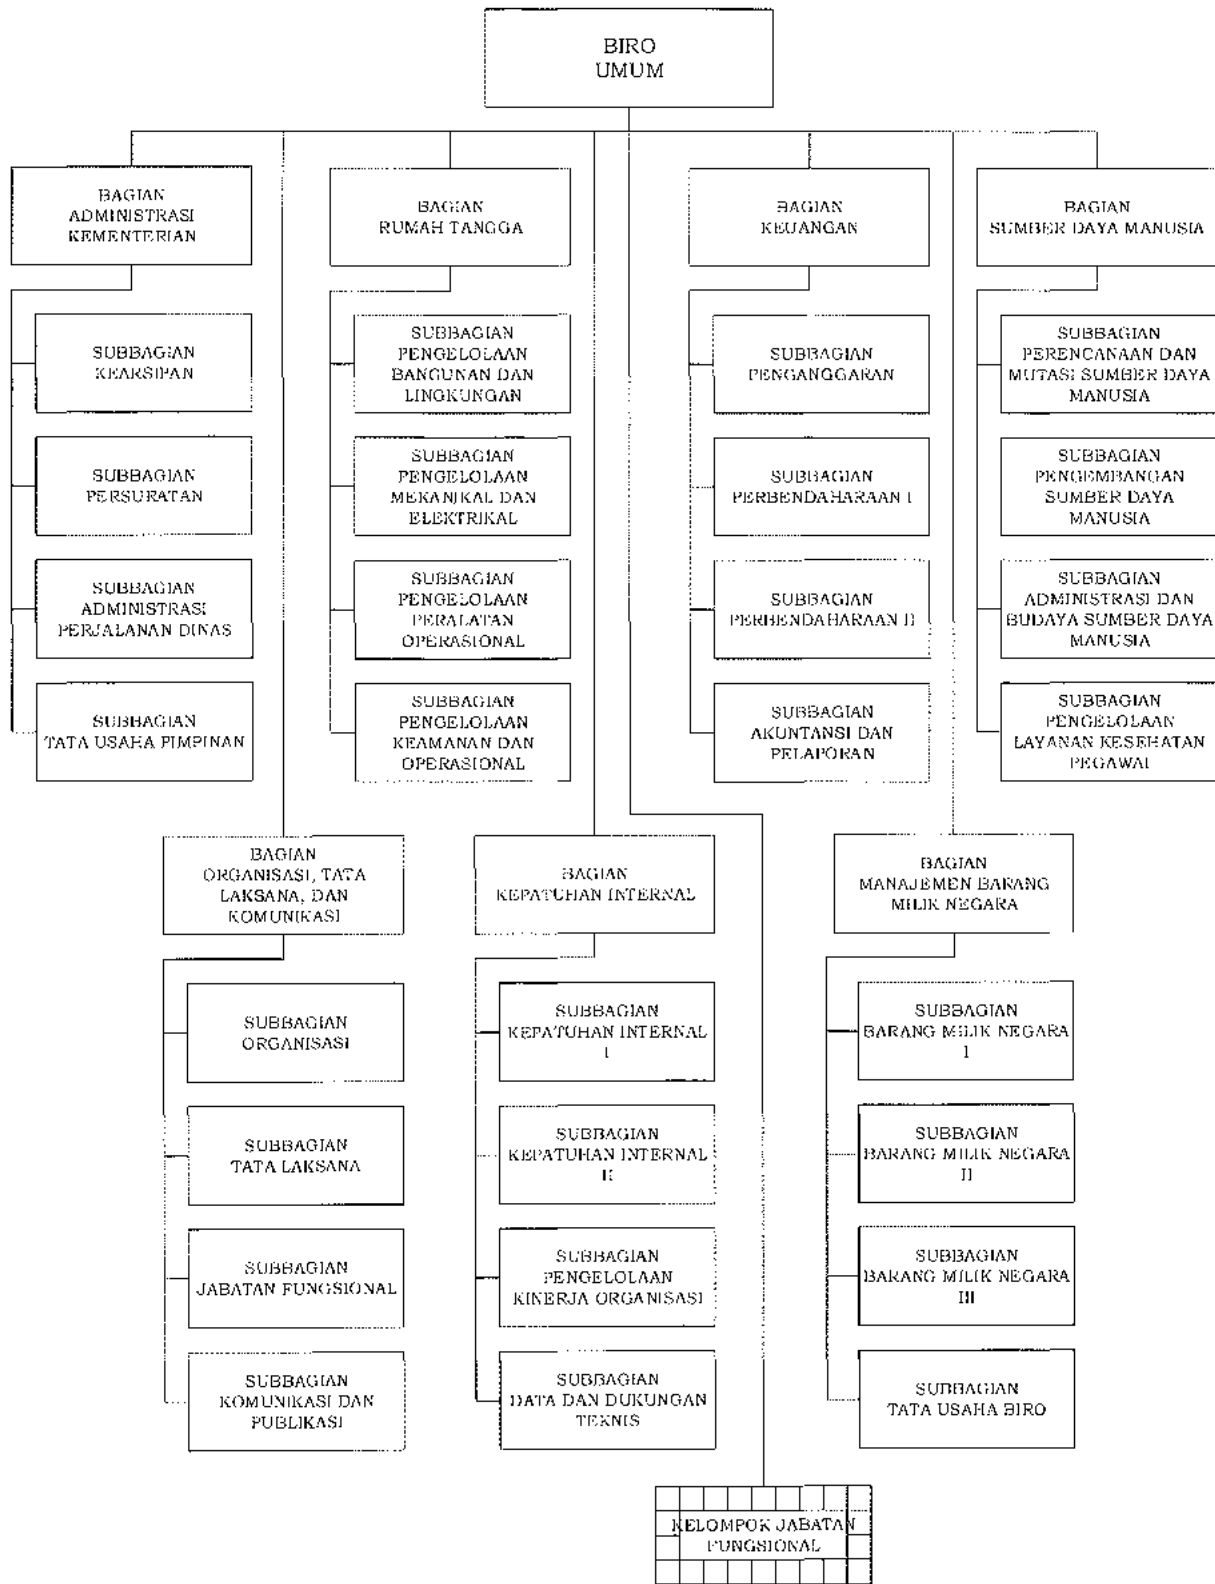 BIRO
UMUM
BAGIAN
ADMINISTRASI
KEMENTERIAN
BAGIAN
RUMAH TANGGA
BAGIAN
KEUANGAN
BAGIAN
SUMBER DAYA MANUSIA
SUBBAGIAN
KEARSIPAN
SUBBAGIAN
PENGELOLAAN
BANGUNAN DAN
LINGKUNGAN
SUBBAGIAN
PENGANGGARAN
SUBBAGIAN
PERENCANAAN DAN
MUTASI SUMBER DAYA
MANUSIA
SUBBAGIAN
PERSURATAN
SUBBAGIAN
PENGELOLAAN
MEKANIKAL DAN
ELEKTRIKAL
SUBBAGIAN
PERBENDAHARAAN I
SUBBAGIAN
PENGEMBANGAN
SUMBER DAYA
MANUSIA
SUBBAGIAN
ADMINISTRASI
PERJALANAN DINAS
SUBBAGIAN
PENGELOLAAN
PERALATAN
OPERASIONAL
SUBBAGIAN
PERBENDAHARAAN II
SUBBAGIAN
ADMINISTRASI DAN
BUDAYA SUMBER DAYA
MANUSIA
SUBBAGIAN
TATA USAHA PIMPINAN
SUBBAGIAN
PENGELOLAAN
KEAMANAN DAN
OPERASIONAL
SUBBAGIAN
AKUNTANSI DAN
PELAPORAN
SUBBAGIAN
PENGELOLAAN
LAYANAN KESEHATAN
PEGAWAI
BAGIAN
ORGANISASI, TATA
LAKSANA, DAN
KOMUNIKASI
BAGIAN
KEPATUHAN INTERNAL
BAGIAN
MANAJEMEN BARANG
MILIK NEGARA
SUBBAGIAN
ORGANISASI
SUBBAGIAN
KEPATUHAN INTERNAL
I
SUBBAGIAN
BARANG MILIK NEGARA
I
SUBBAGIAN
TATA LAKSANA
SUBBAGIAN
KEPATUHAN INTERNAL
II
SUBBAGIAN
BARANG MILIK NEGARA
II
SUBBAGIAN
JABATAN FUNGSIONAL
SUBBAGIAN
PENGELOLAAN
KINERJA ORGANISASI
SUBBAGIAN
BARANG MILIK NEGARA
III
SUBBAGIAN
KOMUNIKASI DAN
PUBLIKASI
SUBBAGIAN
DATA DAN DUKUNGAN
TEKNIS
SUBBAGIAN
TATA USAHA BIRO
KELOMPOK JABATAN
FUNGSIONAL